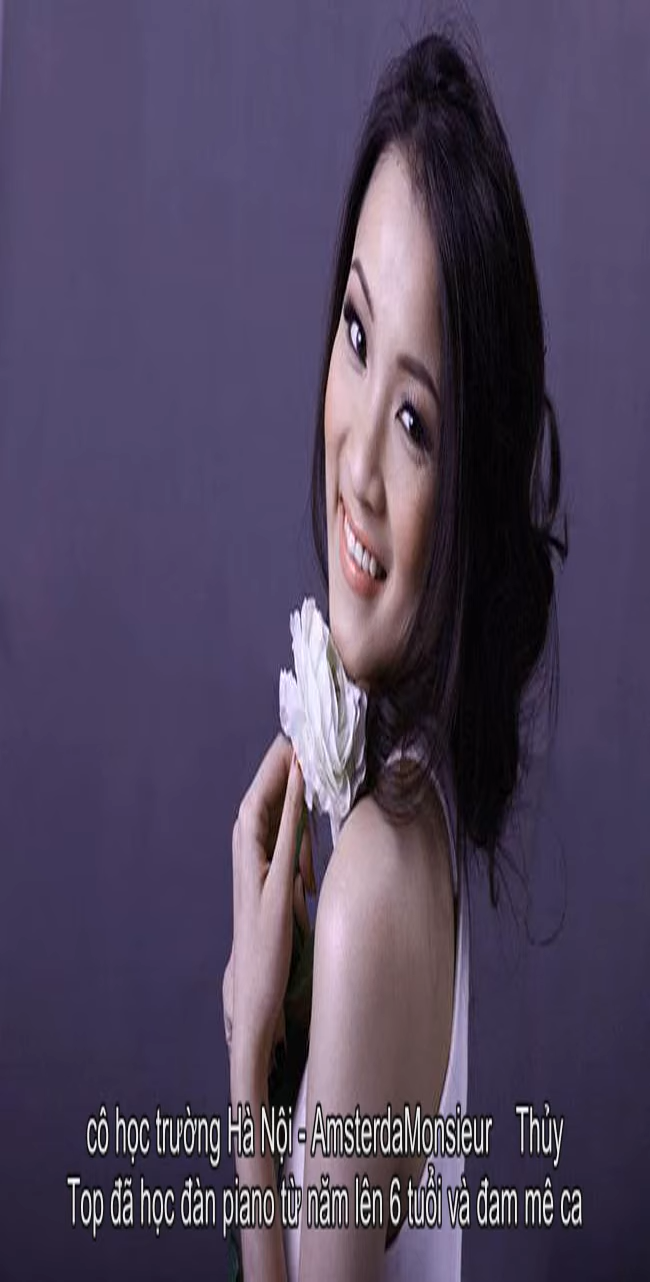 cô học trường Hà Nội - AmsterdaMonsieur Thủy
Top đã học đàn piano từ năm lên 6 tuổi và đam mê ca